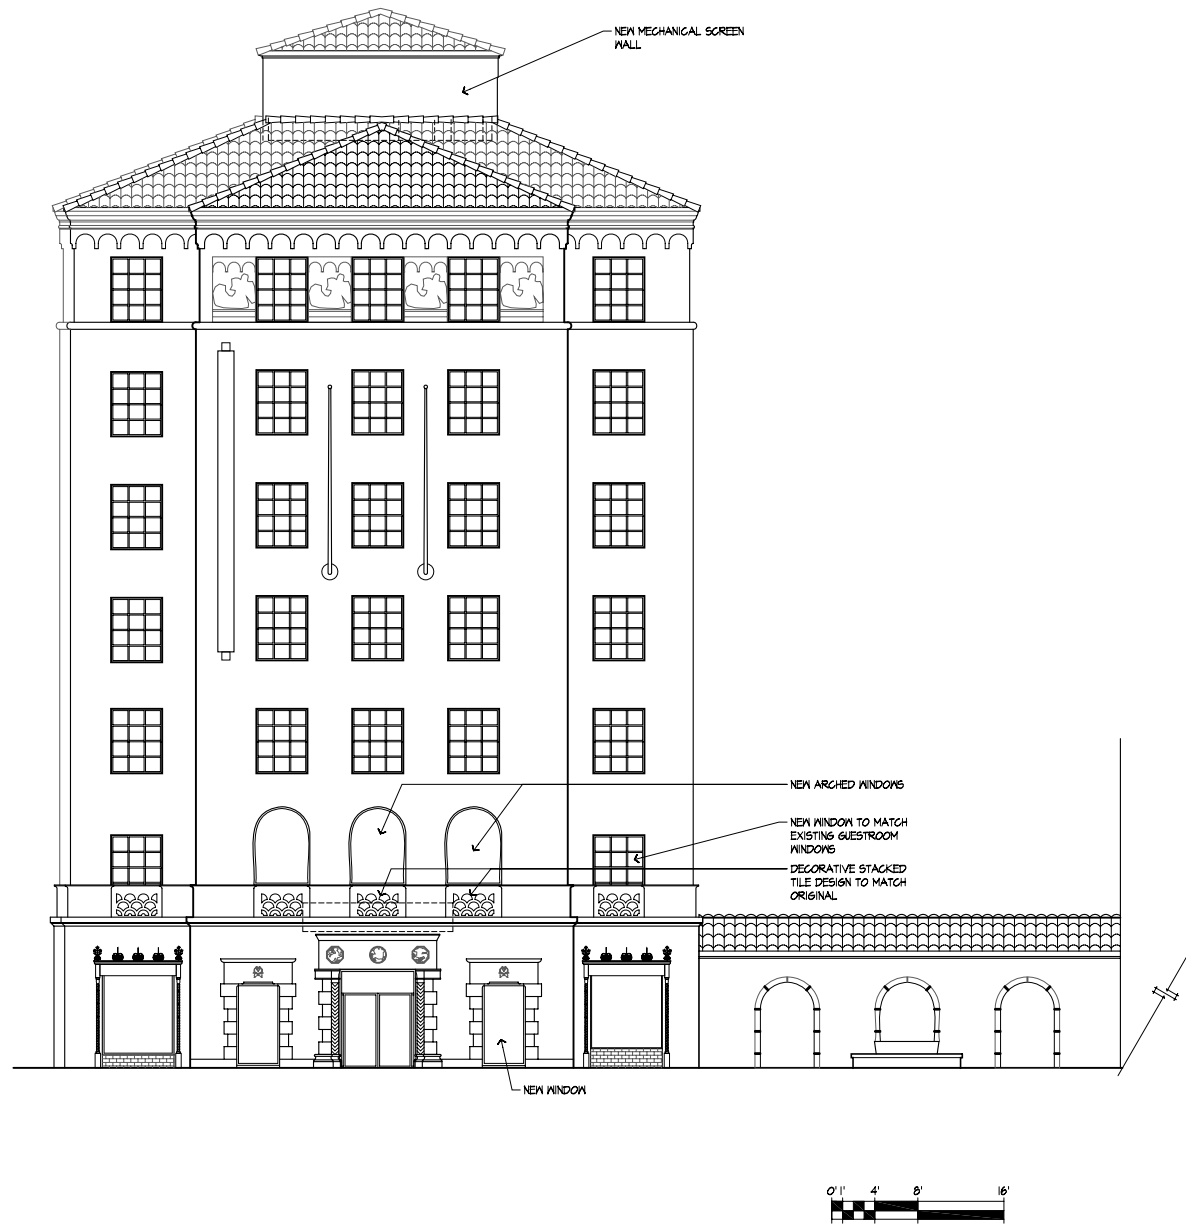 NEW MECHANICAL SCREEN
WALL
NEW ARCHED WINDOWS
NEW WINDOW TO MATCH
EXISTING GUESTROOM
WINDOWS
DECORATIVE STACKED
TILE DESIGN TO MATCH
ORIGINAL
NEW WINDOW
0' 1' 4' 8' 16'